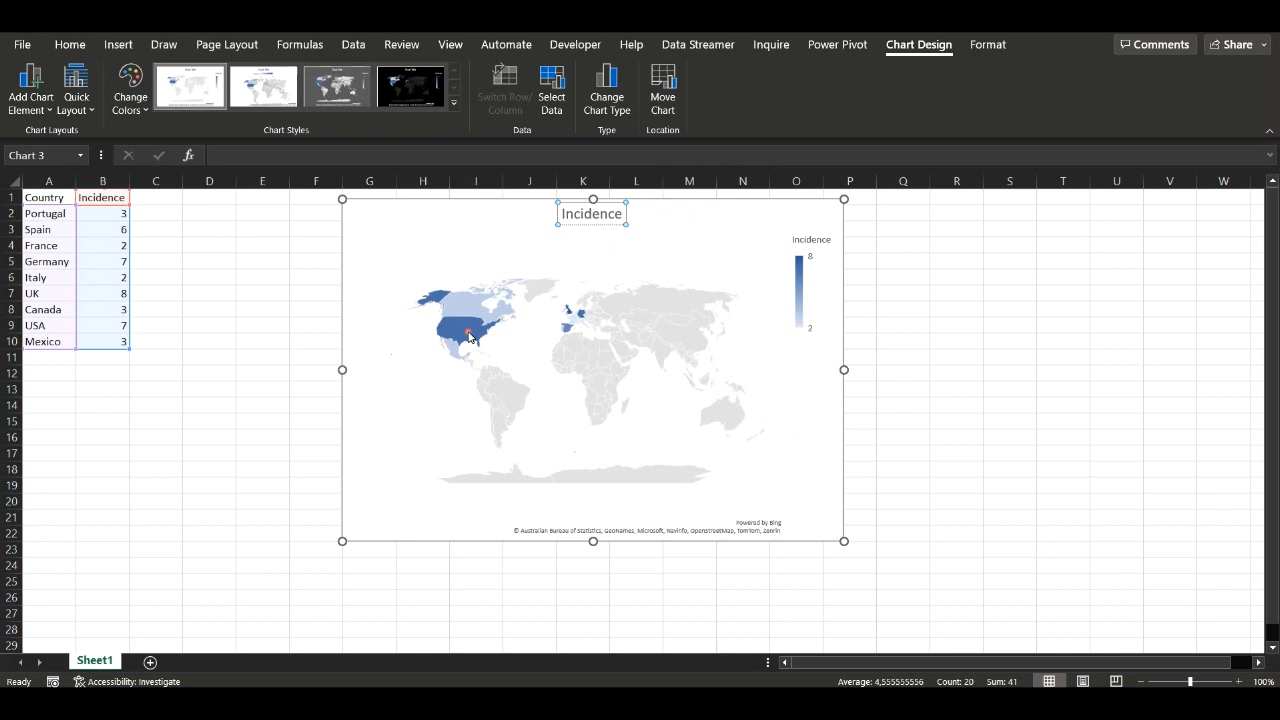 File Home Insert Draw Page Layout Formulas Data Review View Automate Developer Help Data Streamer Inquire Power Pivot Chart Design Format Comments Share
Add Chart Element
Quick Layout
Change Colors
Switch Row/ Column
Select Data
Change Chart Type
Move Chart
Chart Layouts Chart Styles Data Type Location
Chart 3 fx
A B C D E F G H I J K L M N O P Q R S T U V W
1 Country Incidence
2 Portugal 3
3 Spain 6
4 France 2
5 Germany 7
6 Italy 2
7 UK 8
8 Canada 3
9 USA 7
10 Mexico 3
11
12
13
14
15
16
17
18
19
20
21
22
23
24
25
26
27
28
29
Incidence
Incidence
8
2
Powered by Bing
© Australian Bureau of Statistics, GeoNames, Microsoft, Navinfo, OpenStreetMap, TomTom, Zenrin
Sheet1
Ready Accessibility: Investigate Average: 4,555555556 Count: 20 Sum: 41 100%